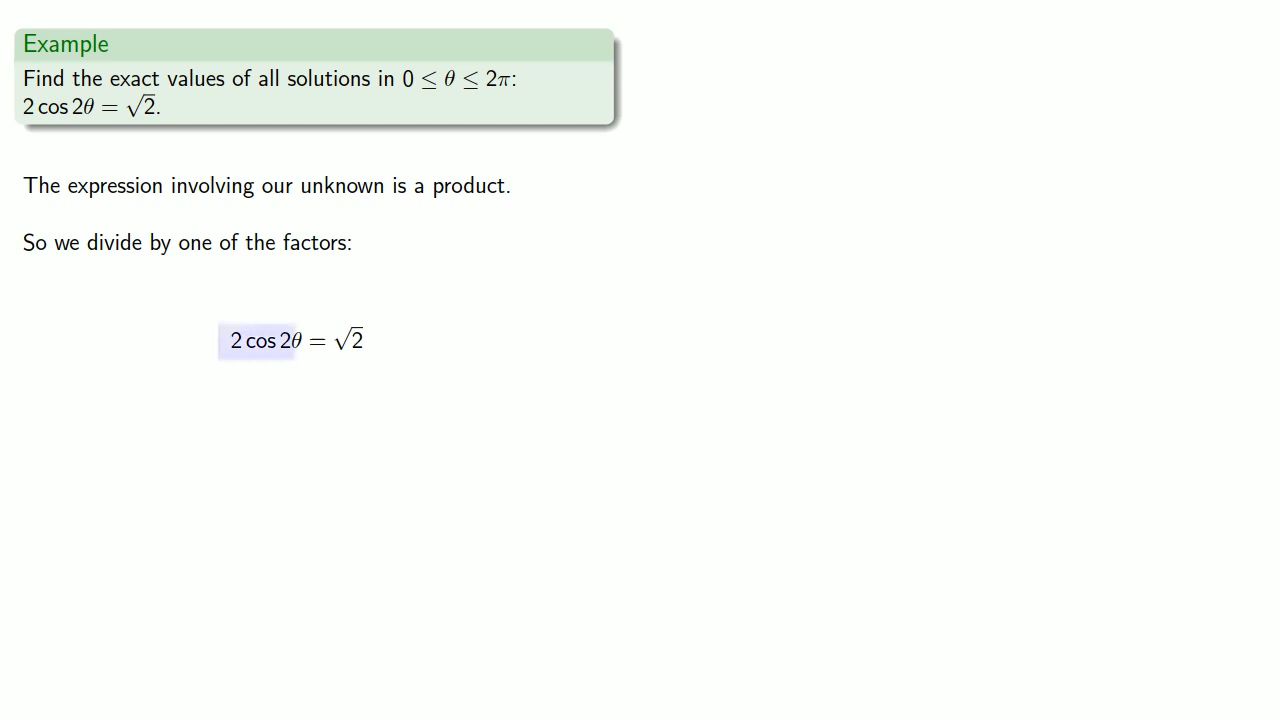 Example
Find the exact values of all solutions in 0 ≤ θ ≤ 2π:
2 cos 2θ = √2.
The expression involving our unknown is a product.
So we divide by one of the factors:
2 cos 2θ = √2